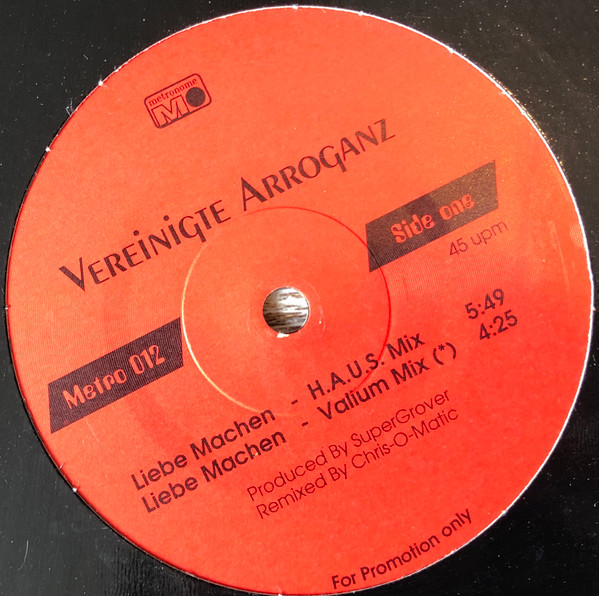 metronome
M
Vereinigte Arroganz
Side one
45 upm
Metro 012
Liebe Machen - H.A.U.S. Mix 5:49
Liebe Machen - Valium Mix (*) 4:25
Produced By SuperGrover
Remixed By Chris-O-Matic
For Promotion only